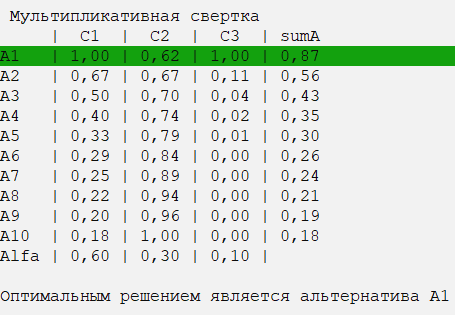 Мультипликативная свертка
| C1 | C2 | C3 | sumA
A1 | 1,00 | 0,62 | 1,00 | 0,87
A2 | 0,67 | 0,67 | 0,11 | 0,56
A3 | 0,50 | 0,70 | 0,04 | 0,43
A4 | 0,40 | 0,74 | 0,02 | 0,35
A5 | 0,33 | 0,79 | 0,01 | 0,30
A6 | 0,29 | 0,84 | 0,00 | 0,26
A7 | 0,25 | 0,89 | 0,00 | 0,24
A8 | 0,22 | 0,94 | 0,00 | 0,21
A9 | 0,20 | 0,96 | 0,00 | 0,19
A10 | 0,18 | 1,00 | 0,00 | 0,18
Alfa | 0,60 | 0,30 | 0,10 |
Оптимальным решением является альтернатива A1